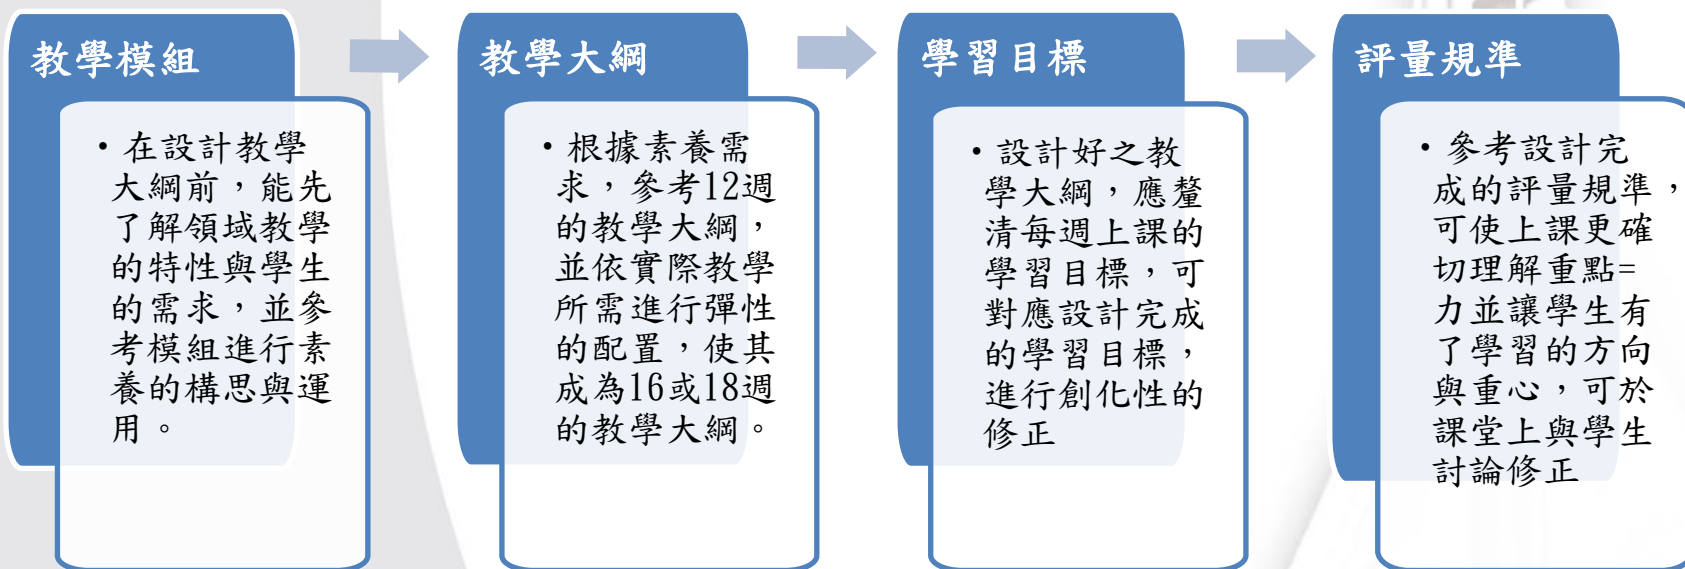 教學模組
• 在設計教學
大綱前，能先
了解領域教學
的特性與學生
的需求，並參
考模組進行素
養的構思與運
用。
教學大綱
• 根據素養需
求，參考12週
的教學大綱，
並依實際教學
所需進行彈性
的配置，使其
成為16或18週
的教學大綱。
學習目標
• 設計好之教
學大綱，應釐
清每週上課的
學習目標，可
對應設計完成
的學習目標，
進行創化性的
修正
評量規準
• 參考設計完
成的評量規準，
可使上課更確
切理解重點=
力並讓學生有
了學習的方向
與重心，可於
課堂上與學生
討論修正